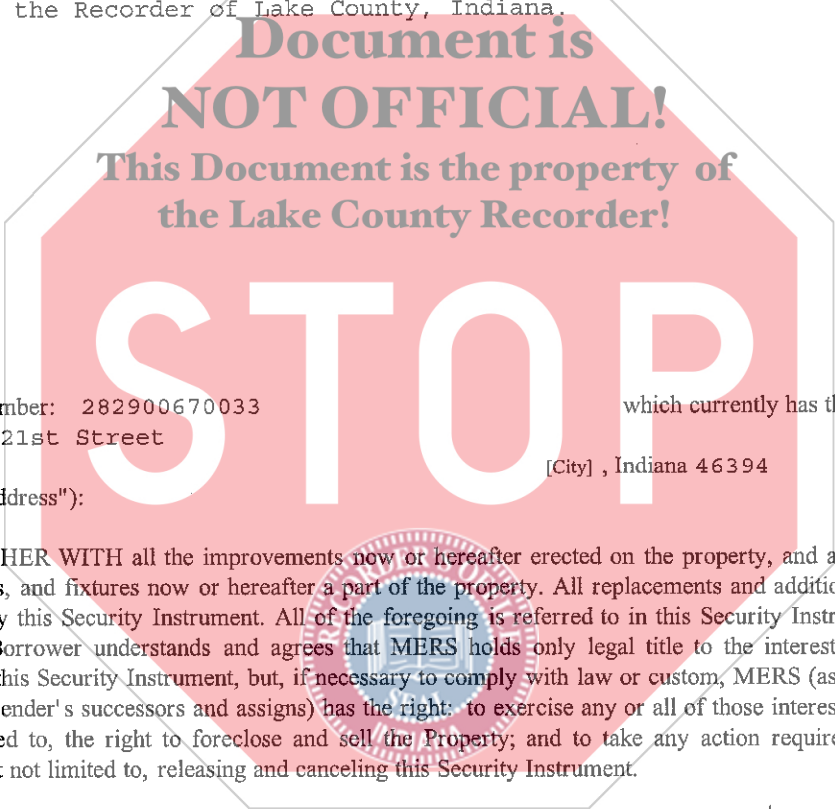 the Recorder of Lake County, Indiana.
Document is
NOT OFFICIAL!
This Document is the property of
the Lake County Recorder!
STOP
mber: 282900670033 which currently has th
21st Street
[City] , Indiana 46394
ddress"):
HER WITH all the improvements now or hereafter erected on the property, and a
s, and fixtures now or hereafter a part of the property. All replacements and additio
y this Security Instrument. All of the foregoing is referred to in this Security Instr
Borrower understands and agrees that MERS holds only legal title to the interest
this Security Instrument, but, if necessary to comply with law or custom, MERS (as
ender's successors and assigns) has the right: to exercise any or all of those interes
ed to, the right to foreclose and sell the Property; and to take any action require
t not limited to, releasing and canceling this Security Instrument.
RECORDER'S OFFICE
SEAL